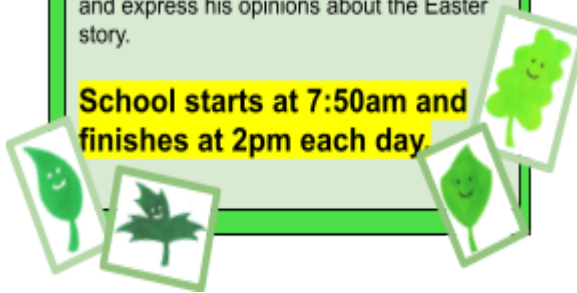 and express his opinions about the Easter
story.
School starts at 7:50am and
finishes at 2pm each day.